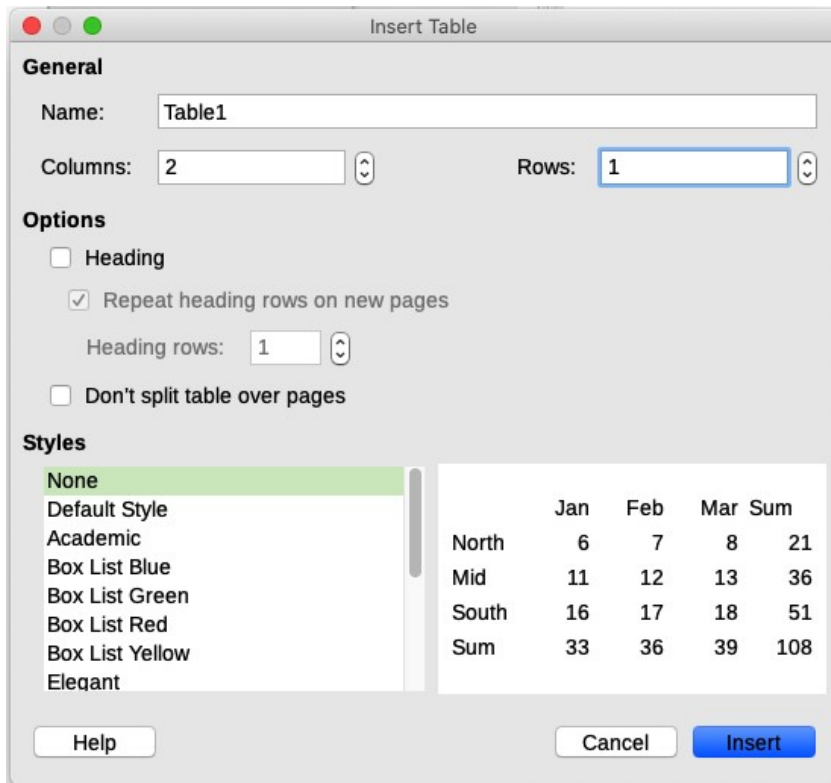 Insert Table
General
Name: Table1
Columns: 2 Rows: 1
Options
Heading
Repeat heading rows on new pages
Heading rows: 1
Don't split table over pages
Styles
None
Default Style
Academic
Box List Blue
Box List Green
Box List Red
Box List Yellow
Elegant
Jan Feb Mar Sum
North 6 7 8 21
Mid 11 12 13 36
South 16 17 18 51
Sum 33 36 39 108
Help Cancel Insert